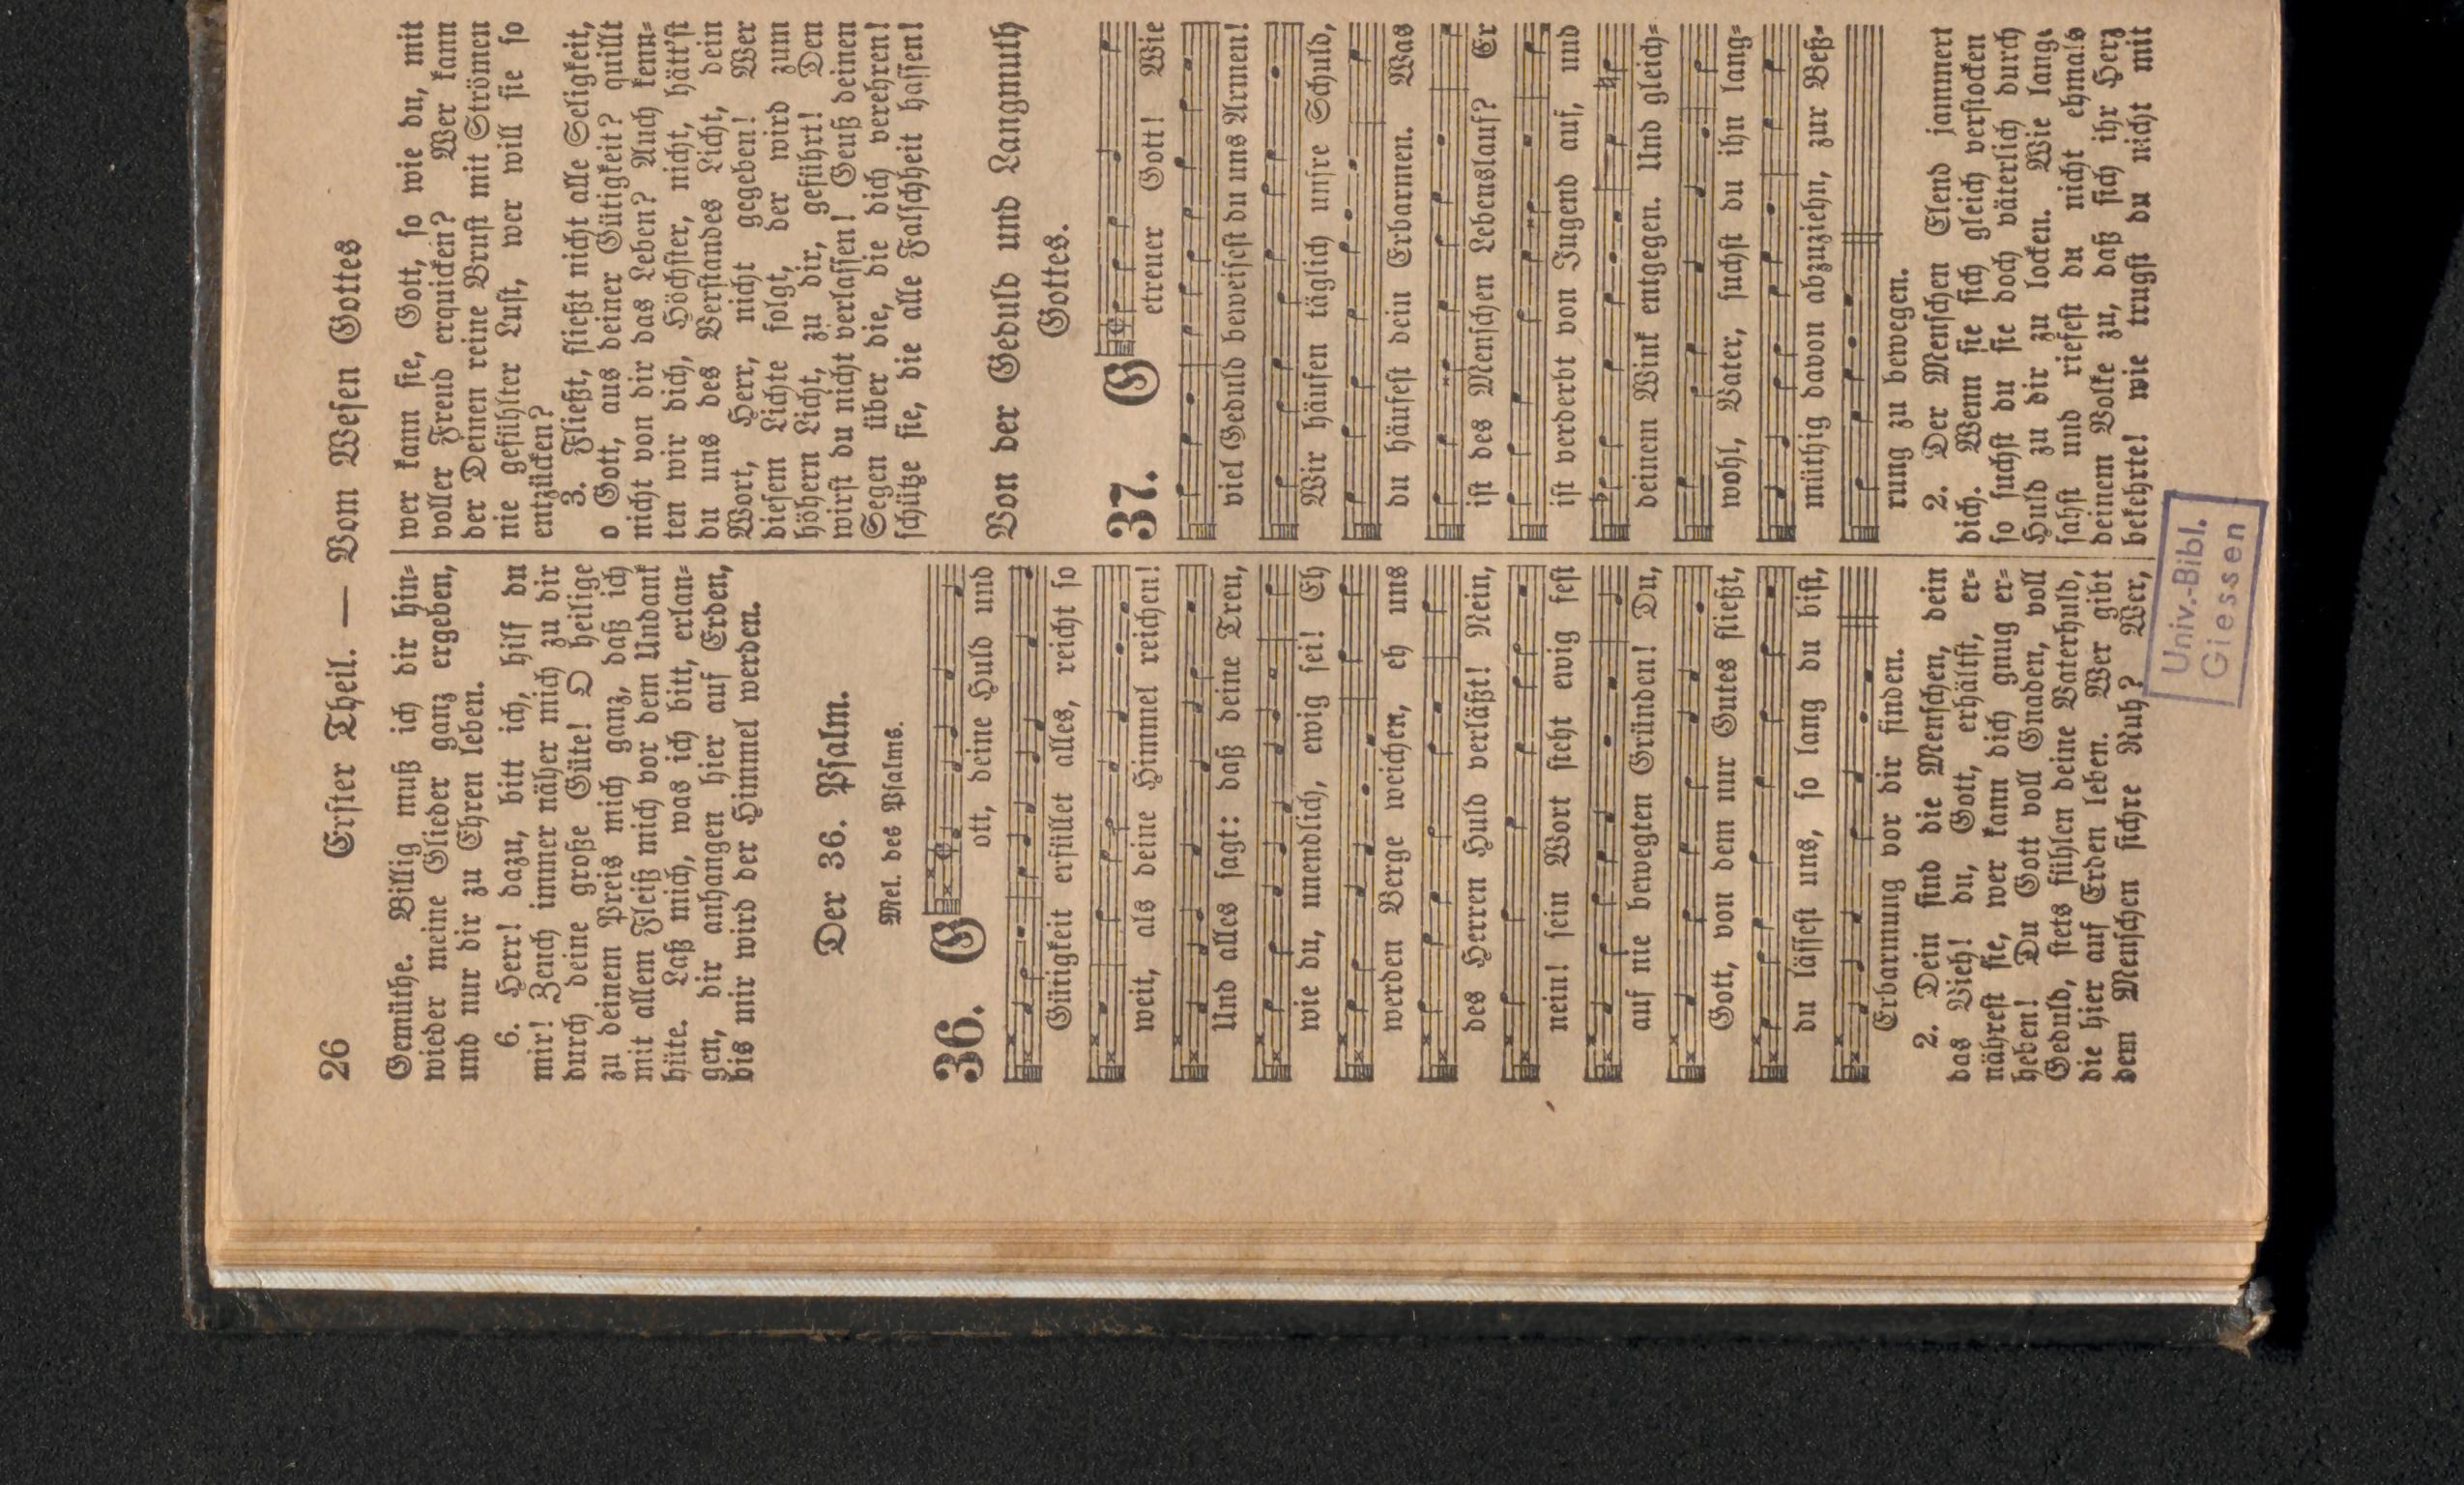 26 Erster Theil. — Vom Wesen Gottes
Gemüthe. Billig muß ich dir hin=
wieder meine Glieder ganz ergeben,
und nur dir zu Ehren leben.
6. Herr! dazu, bitt ich, hilf du
mir! Zeuch immer näher mich zu dir
durch deine große Güte! O heilige
zu deinem Preis mich ganz, daß ich
mit allem Fleiß mich vor dem Undank
hüte. Laß mich, was ich bitt, erlan=
gen, dir anhangen hier auf Erden,
bis mir wird der Himmel werden.
Der 36. Psalm.
Mel. des Psalms.
36. Gott, deine Huld und
Gütigkeit erfüllet alles, reicht so
weit, als deine Himmel reichen!
Und alles sagt: daß deine Treu,
wie du, unendlich, ewig sei! Eh
werden Berge weichen, eh uns
des Herren Huld verläßt! Nein,
nein! sein Wort steht ewig fest
auf nie bewegten Gründen! Du,
Gott, von dem nur Gutes fließt,
du lässest uns, so lang du bist,
Erbarmung vor dir finden.
2. Dein sind die Menschen, dein
das Vieh! du, Gott, erhältst, er=
nährest sie, wer kann dich gnug er=
heben! Du Gott voll Gnaden, voll
Geduld, stets fühlen deine Vaterhuld,
die hier auf Erden leben. Wer gibt
dem Menschen sichre Ruh? Wer,
wer kann sie, Gott, so wie du, mit
voller Freud erquicken? Wer kann
der Deinen reine Brust mit Strömen
nie gefühlter Lust, wer will sie so
entzücken?
3. Fließt, fließt nicht alle Seligkeit,
o Gott, aus deiner Gütigkeit? quillt
nicht von dir das Leben? Auch kenn=
ten wir dich, Höchster, nicht, hätt'st
du uns des Verstandes Licht, dein
Wort, Herr, nicht gegeben! Wer
diesem Lichte folgt, der wird zum
höhern Licht, zu dir, geführt! Den
wirst du nicht verlassen! Geuß deinen
Segen über die, die dich verehren!
schütze sie, die alle Falschheit hassen!
Von der Geduld und Langmuth
Gottes.
37. Getreuer Gott! Wie
viel Geduld beweisest du uns Armen!
Wir häufen täglich unsre Schuld,
du häufest dein Erbarmen. Was
ist des Menschen Lebenslauf? Er
ist verderbt von Jugend auf, und
deinem Wink entgegen. Und gleich=
wohl, Vater, suchst du ihn lang=
müthig davon abzuziehn, zur Beß=
rung zu bewegen.
2. Der Menschen Elend jammert
dich. Wenn sie sich gleich verstocken
so suchst du sie doch väterlich durch
Huld zu dir zu locken. Wie lang
sahst und riefest du nicht ehmals
deinem Volke zu, daß sich ihr Herz
bekehrte! wie trugst du nicht mit
Univ.-Bibl.
Giessen